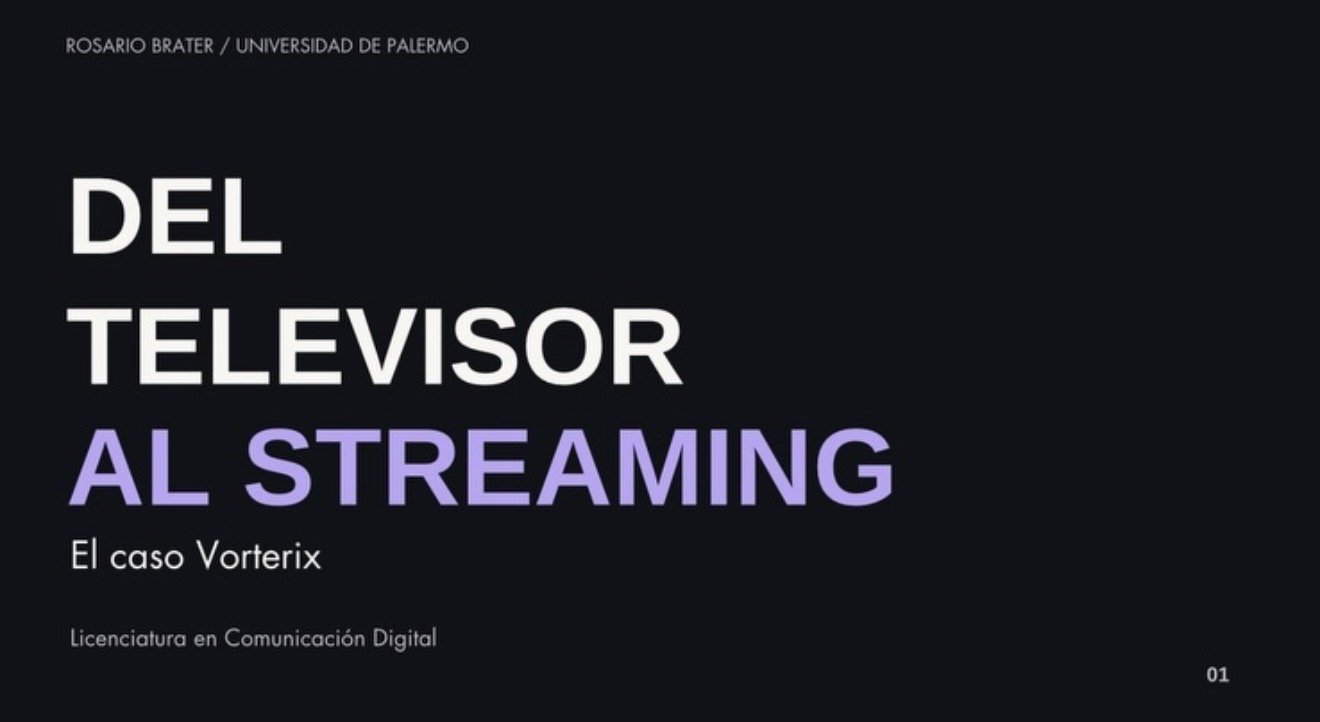 ROSARIO BRATER / UNIVERSIDAD DE PALERMO
DEL
TELEVISOR
AL STREAMING
El caso Vorterix
Licenciatura en Comunicación Digital
01